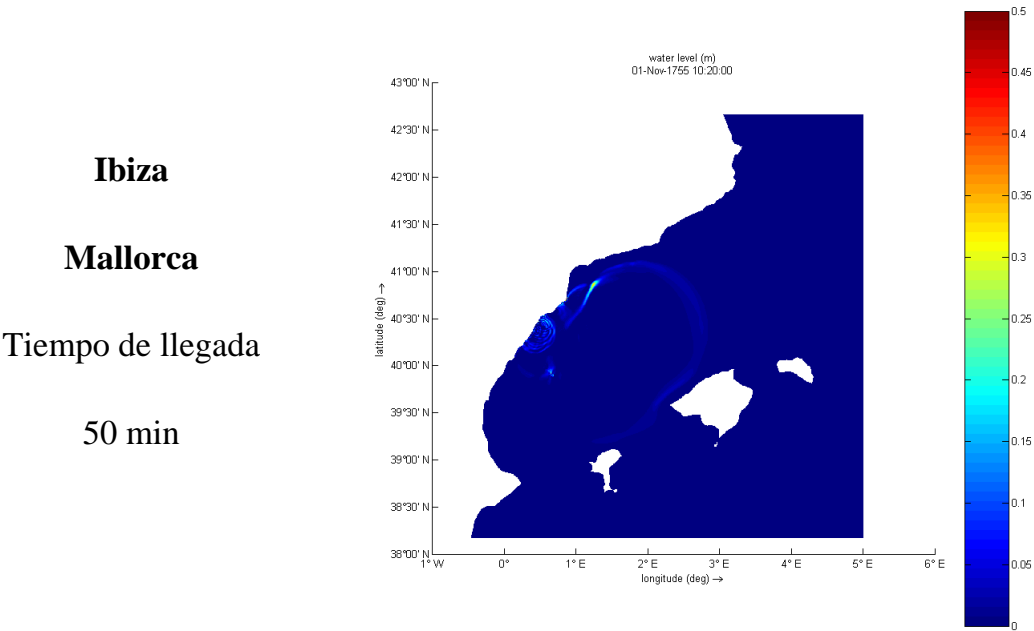 Ibiza
Mallorca
Tiempo de llegada
50 min
water level (m)
01-Nov-1755 10:20:00
43°00' N
42°30' N
42°00' N
41°30' N
41°00' N
40°30' N
40°00' N
39°30' N
39°00' N
38°30' N
38°00' N
latitude (deg) →
1° W
0°
1° E
2° E
3° E
4° E
5° E
6° E
longitude (deg) →
0.5
0.45
0.4
0.35
0.3
0.25
0.2
0.15
0.1
0.05
0